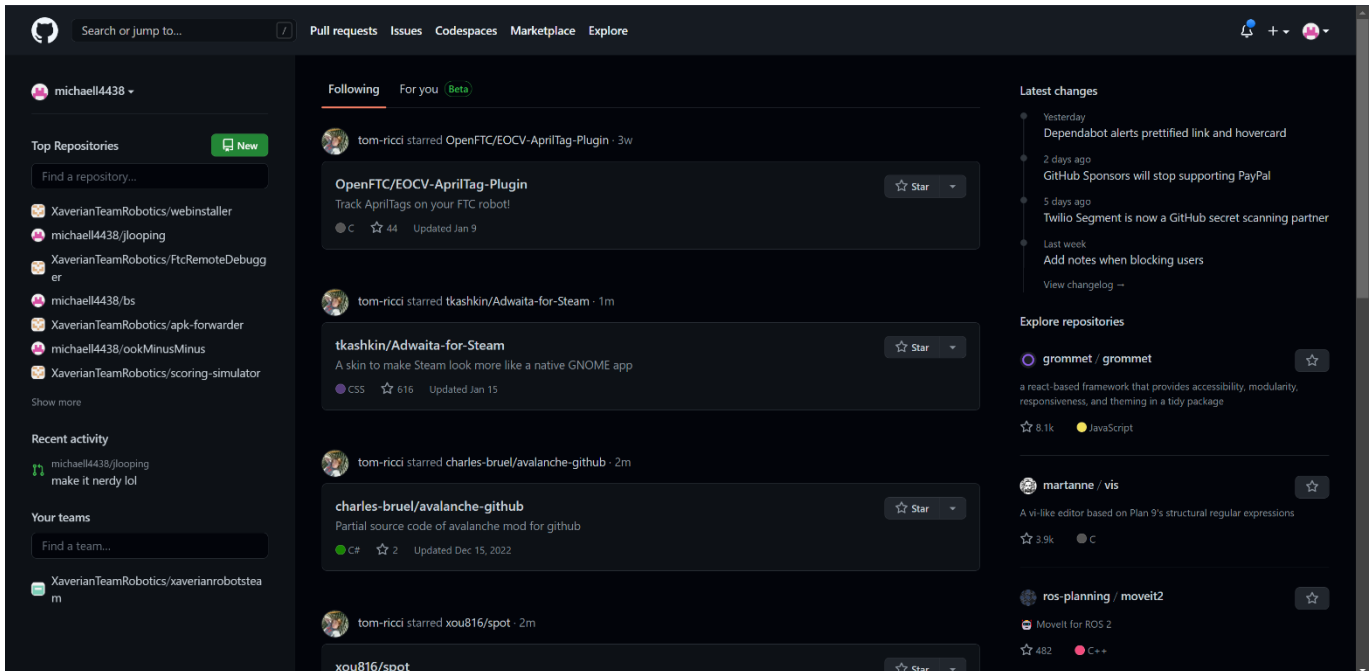 Search or jump to... /
Pull requests Issues Codespaces Marketplace Explore
michaell4438
Top Repositories
New
Find a repository...
XaverianTeamRobotics/webinstaller
michaell4438/jlooping
XaverianTeamRobotics/FtcRemoteDebugg
er
michaell4438/bs
XaverianTeamRobotics/apk-forwarder
michaell4438/ookMinusMinus
XaverianTeamRobotics/scoring-simulator
Show more
Recent activity
michaell4438/jlooping
make it nerdy lol
Your teams
Find a team...
XaverianTeamRobotics/xaverianrobotstea
m
Following For you Beta
tom-ricci starred OpenFTC/EOCV-AprilTag-Plugin · 3w
OpenFTC/EOCV-AprilTag-Plugin
Star
Track AprilTags on your FTC robot!
C 44 Updated Jan 9
tom-ricci starred tkashkin/Adwaita-for-Steam · 1m
tkashkin/Adwaita-for-Steam
Star
A skin to make Steam look more like a native GNOME app
CSS 616 Updated Jan 15
tom-ricci starred charles-bruel/avalanche-github · 2m
charles-bruel/avalanche-github
Star
Partial source code of avalanche mod for github
C# 2 Updated Dec 15, 2022
tom-ricci starred xou816/spot · 2m
xou816/spot
Star
Latest changes
Yesterday
Dependabot alerts prettified link and hovercard
2 days ago
GitHub Sponsors will stop supporting PayPal
5 days ago
Twilio Segment is now a GitHub secret scanning partner
Last week
Add notes when blocking users
View changelog →
Explore repositories
grommet / grommet
a react-based framework that provides accessibility, modularity,
responsiveness, and theming in a tidy package
8.1k JavaScript
martanne / vis
A vi-like editor based on Plan 9's structural regular expressions
3.9k C
ros-planning / moveit2
MoveIt for ROS 2
482 C++